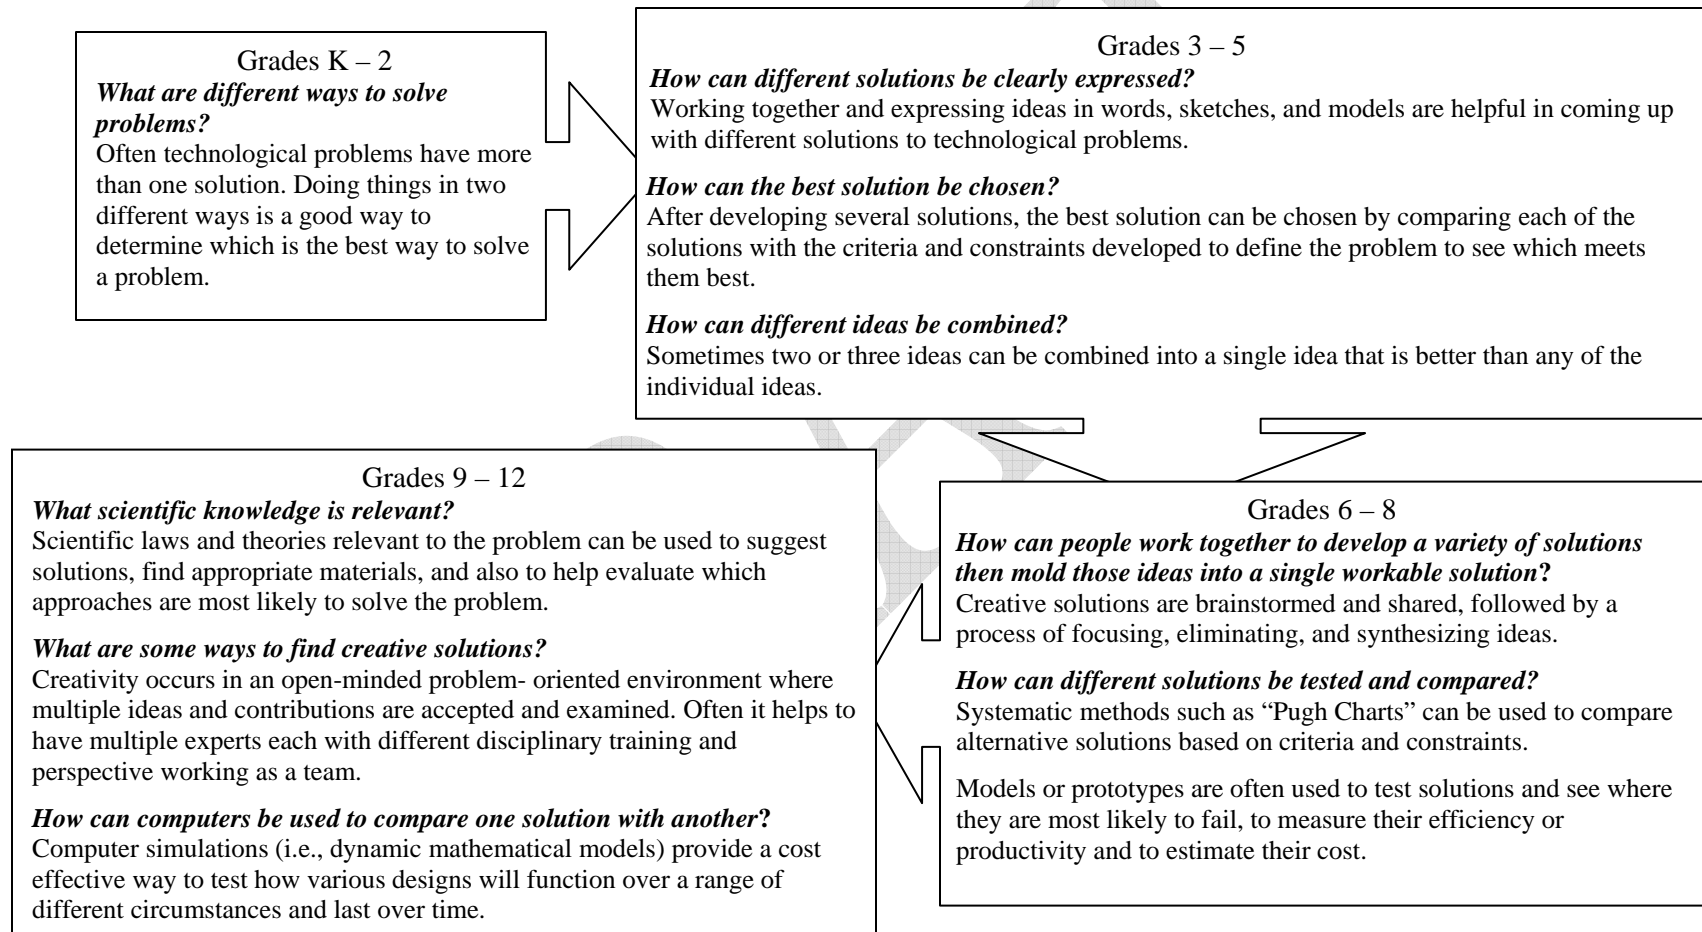 Grades K – 2
What are different ways to solve
problems?
Often technological problems have more
than one solution. Doing things in two
different ways is a good way to
determine which is the best way to solve
a problem.
Grades 3 – 5
How can different solutions be clearly expressed?
Working together and expressing ideas in words, sketches, and models are helpful in coming up
with different solutions to technological problems.
How can the best solution be chosen?
After developing several solutions, the best solution can be chosen by comparing each of the
solutions with the criteria and constraints developed to define the problem to see which meets
them best.
How can different ideas be combined?
Sometimes two or three ideas can be combined into a single idea that is better than any of the
individual ideas.
Grades 6 – 8
How can people work together to develop a variety of solutions
then mold those ideas into a single workable solution?
Creative solutions are brainstormed and shared, followed by a
process of focusing, eliminating, and synthesizing ideas.
How can different solutions be tested and compared?
Systematic methods such as “Pugh Charts” can be used to compare
alternative solutions based on criteria and constraints.
Models or prototypes are often used to test solutions and see where
they are most likely to fail, to measure their efficiency or
productivity and to estimate their cost.
Grades 9 – 12
What scientific knowledge is relevant?
Scientific laws and theories relevant to the problem can be used to suggest
solutions, find appropriate materials, and also to help evaluate which
approaches are most likely to solve the problem.
What are some ways to find creative solutions?
Creativity occurs in an open-minded problem- oriented environment where
multiple ideas and contributions are accepted and examined. Often it helps to
have multiple experts each with different disciplinary training and
perspective working as a team.
How can computers be used to compare one solution with another?
Computer simulations (i.e., dynamic mathematical models) provide a cost
effective way to test how various designs will function over a range of
different circumstances and last over time.